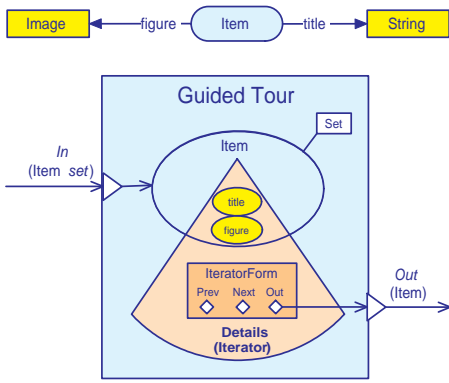 Image figure Item title String
Guided Tour
Set
Item
In
(Item set)
title
figure
IteratorForm
Prev Next Out
Out
(Item)
Details
(Iterator)